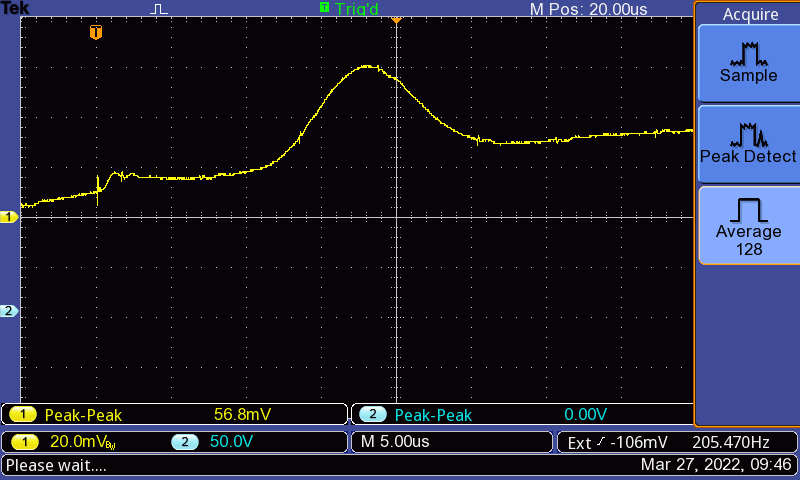 Tek T Trig'd M Pos: 20.00us Acquire
T
Sample
Peak Detect
Average
128
1
2
1 Peak-Peak 56.8mV 2 Peak-Peak 0.00V
1 20.0mVBW 2 50.0V M 5.00us Ext -106mV 205.470Hz
Please wait.... Mar 27, 2022, 09:46